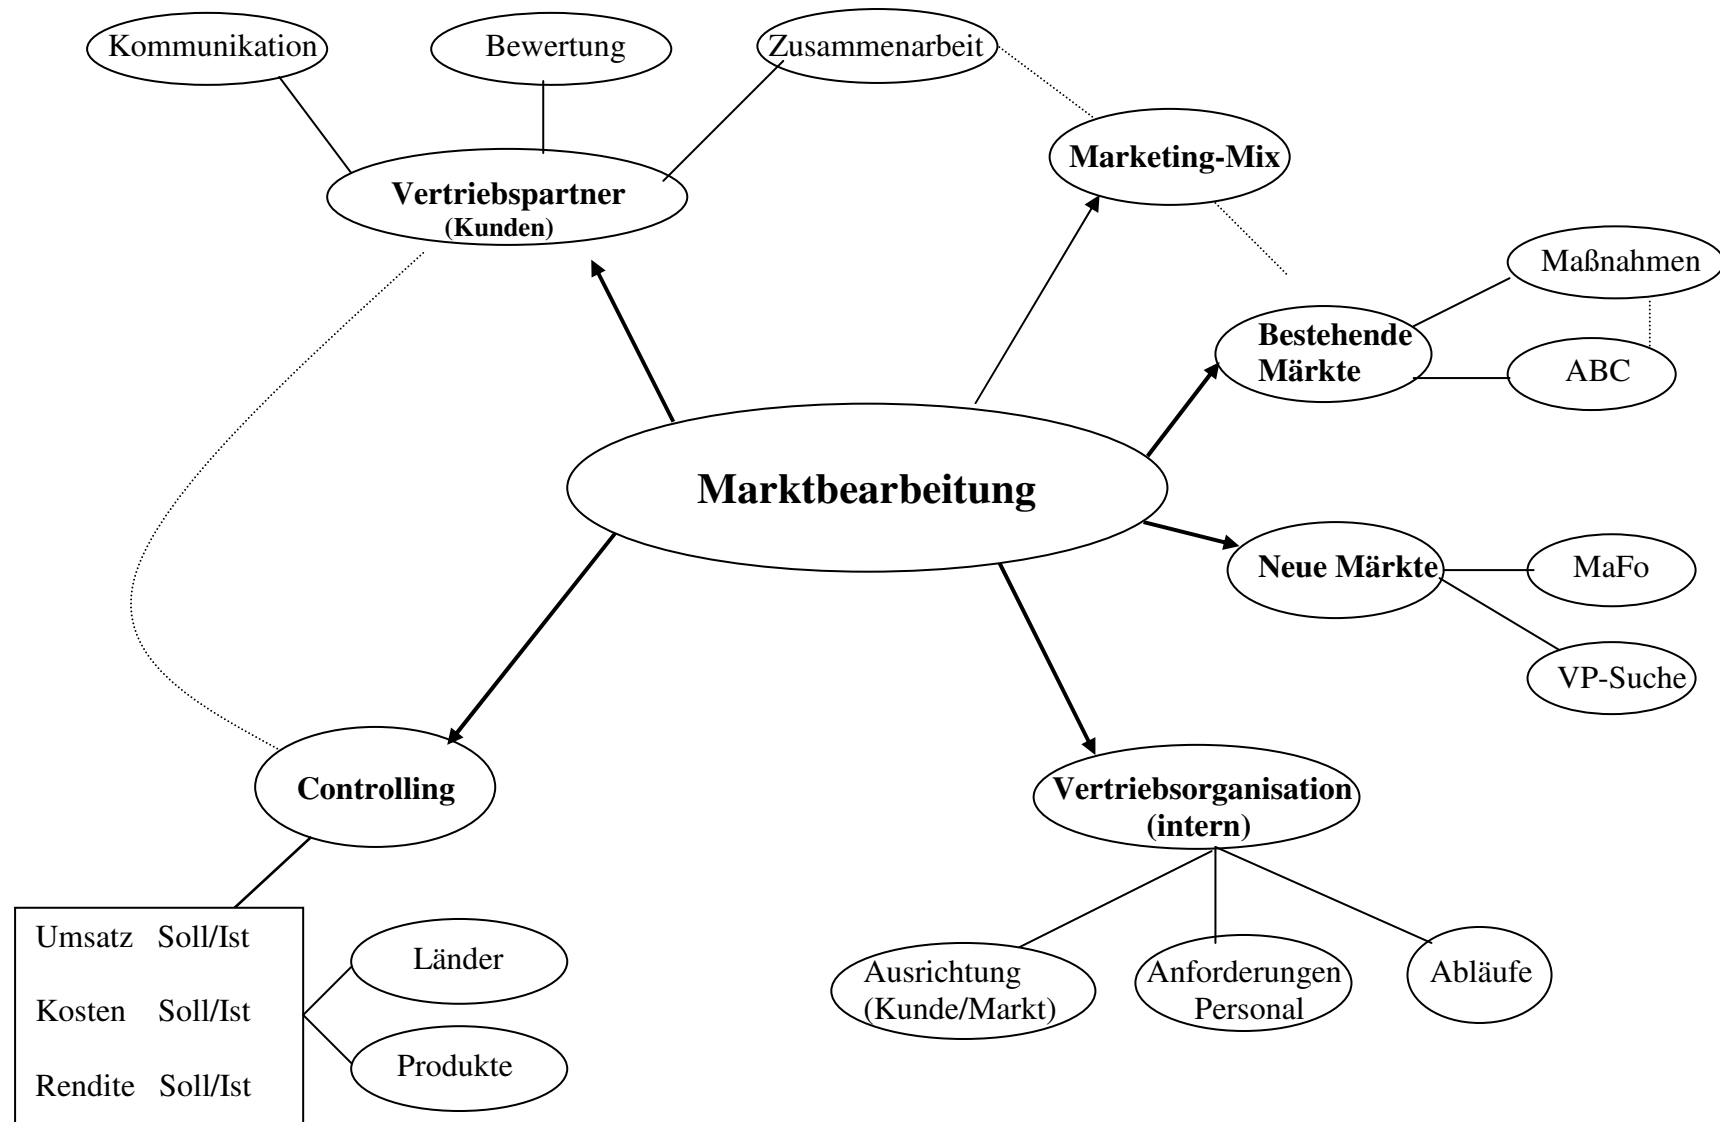 Kommunikation
Bewertung
Zusammenarbeit
Marketing-Mix
Vertriebspartner
(Kunden)
Maßnahmen
Bestehende
Märkte
ABC
Marktbearbeitung
Neue Märkte
MaFo
VP-Suche
Controlling
Vertriebsorganisation
(intern)
Umsatz Soll/Ist
Kosten Soll/Ist
Rendite Soll/Ist
Länder
Produkte
Ausrichtung
(Kunde/Markt)
Anforderungen
Personal
Abläufe